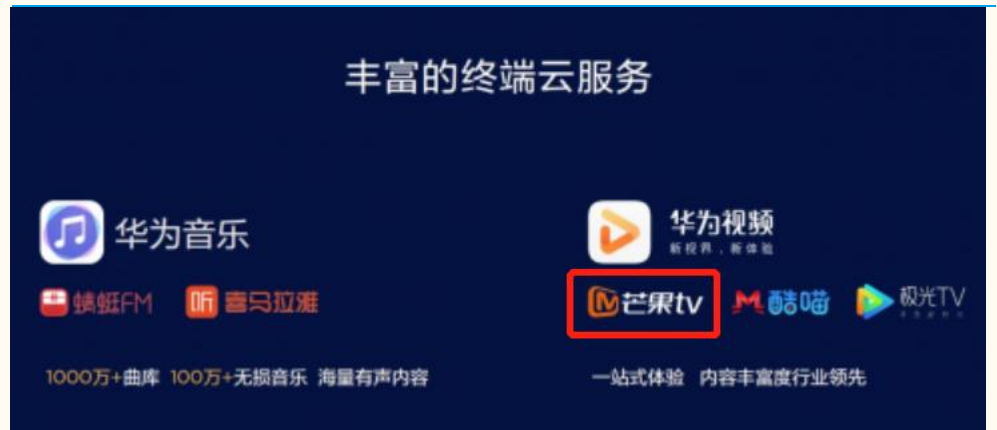 丰富的终端云服务
华为音乐
华为视频
新视界，新体验
蜻蜓FM
听 喜马拉雅
芒果tv
酷喵
极光TV
1000万+曲库 100万+无损音乐 海量有声内容
一站式体验 内容丰富度行业领先